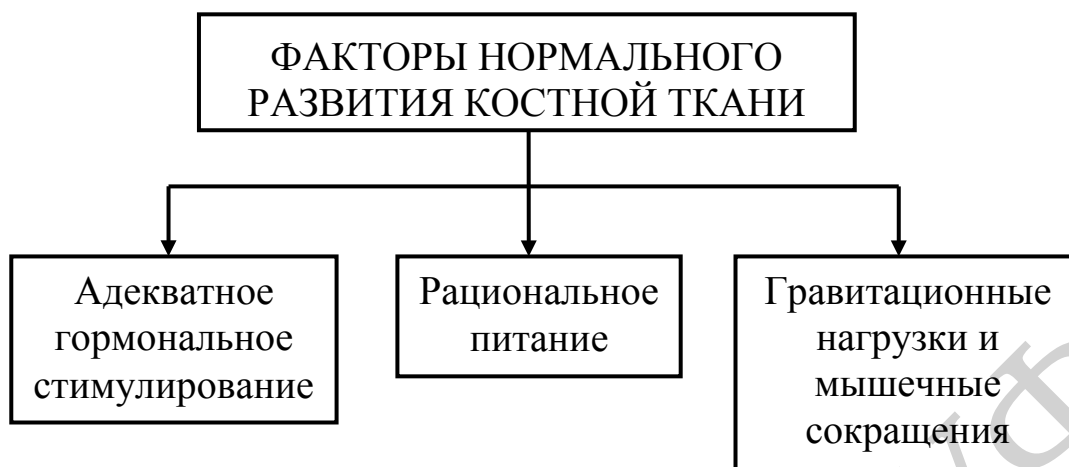 ФАКТОРЫ НОРМАЛЬНОГО
РАЗВИТИЯ КОСТНОЙ ТКАНИ
Адекватное
гормональное
стимулирование
Рациональное
питание
Гравитационные
нагрузки и
мышечные
сокращения